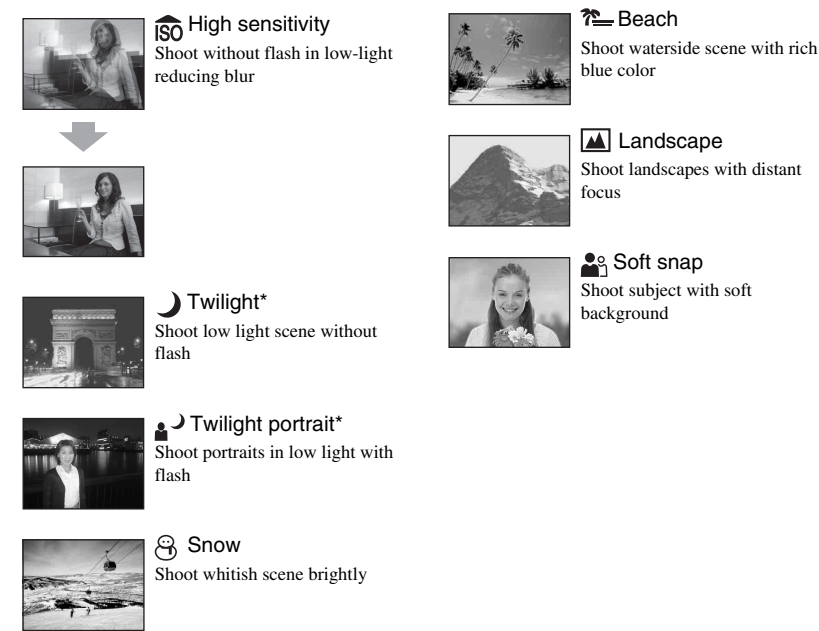 ISO High sensitivity
Shoot without flash in low-light
reducing blur
Twilight*
Shoot low light scene without
flash
Twilight portrait*
Shoot portraits in low light with
flash
Snow
Shoot whitish scene brightly
Beach
Shoot waterside scene with rich
blue color
Landscape
Shoot landscapes with distant
focus
Soft snap
Shoot subject with soft
background